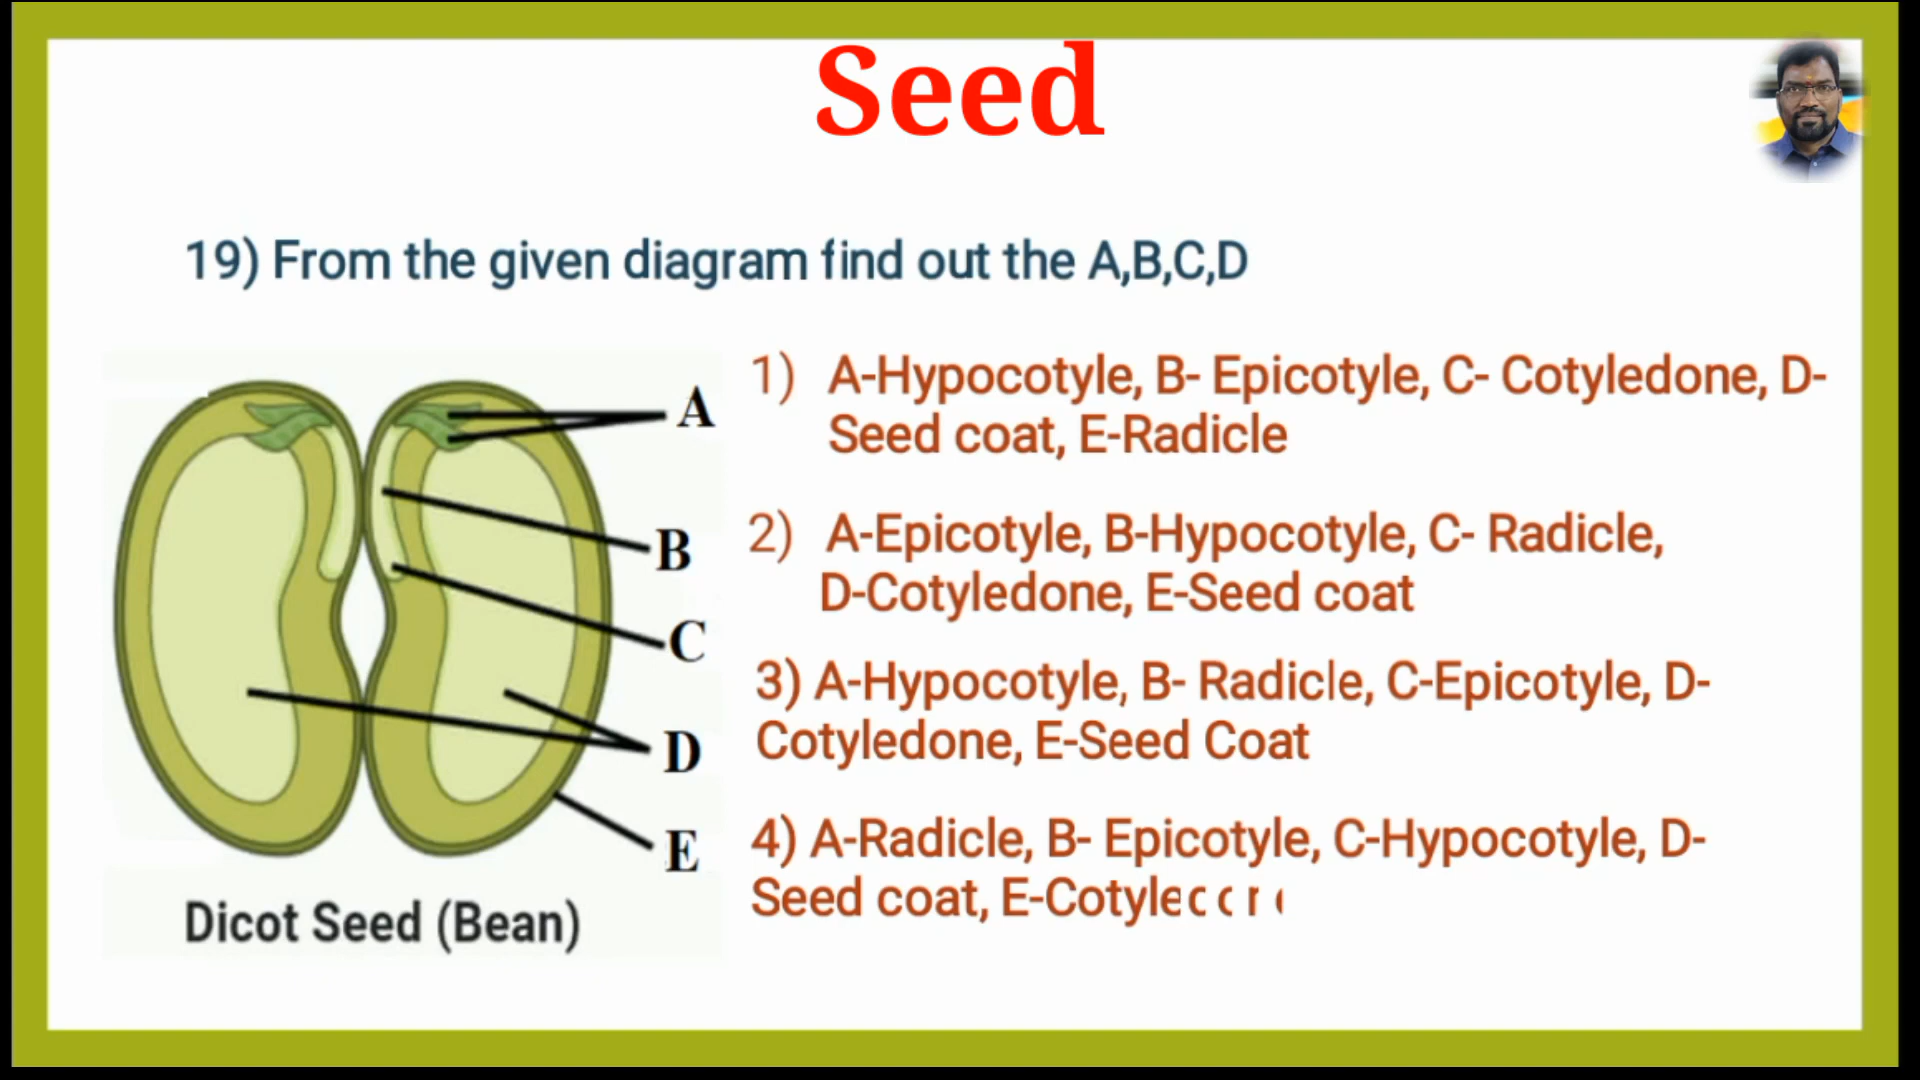 Seed
19) From the given diagram find out the A,B,C,D
A
B
C
D
E
Dicot Seed (Bean)
1) A-Hypocotyle, B- Epicotyle, C- Cotyledone, D-
Seed coat, E-Radicle
2) A-Epicotyle, B-Hypocotyle, C- Radicle,
D-Cotyledone, E-Seed coat
3) A-Hypocotyle, B- Radicle, C-Epicotyle, D-
Cotyledone, E-Seed Coat
4) A-Radicle, B- Epicotyle, C-Hypocotyle, D-
Seed coat,